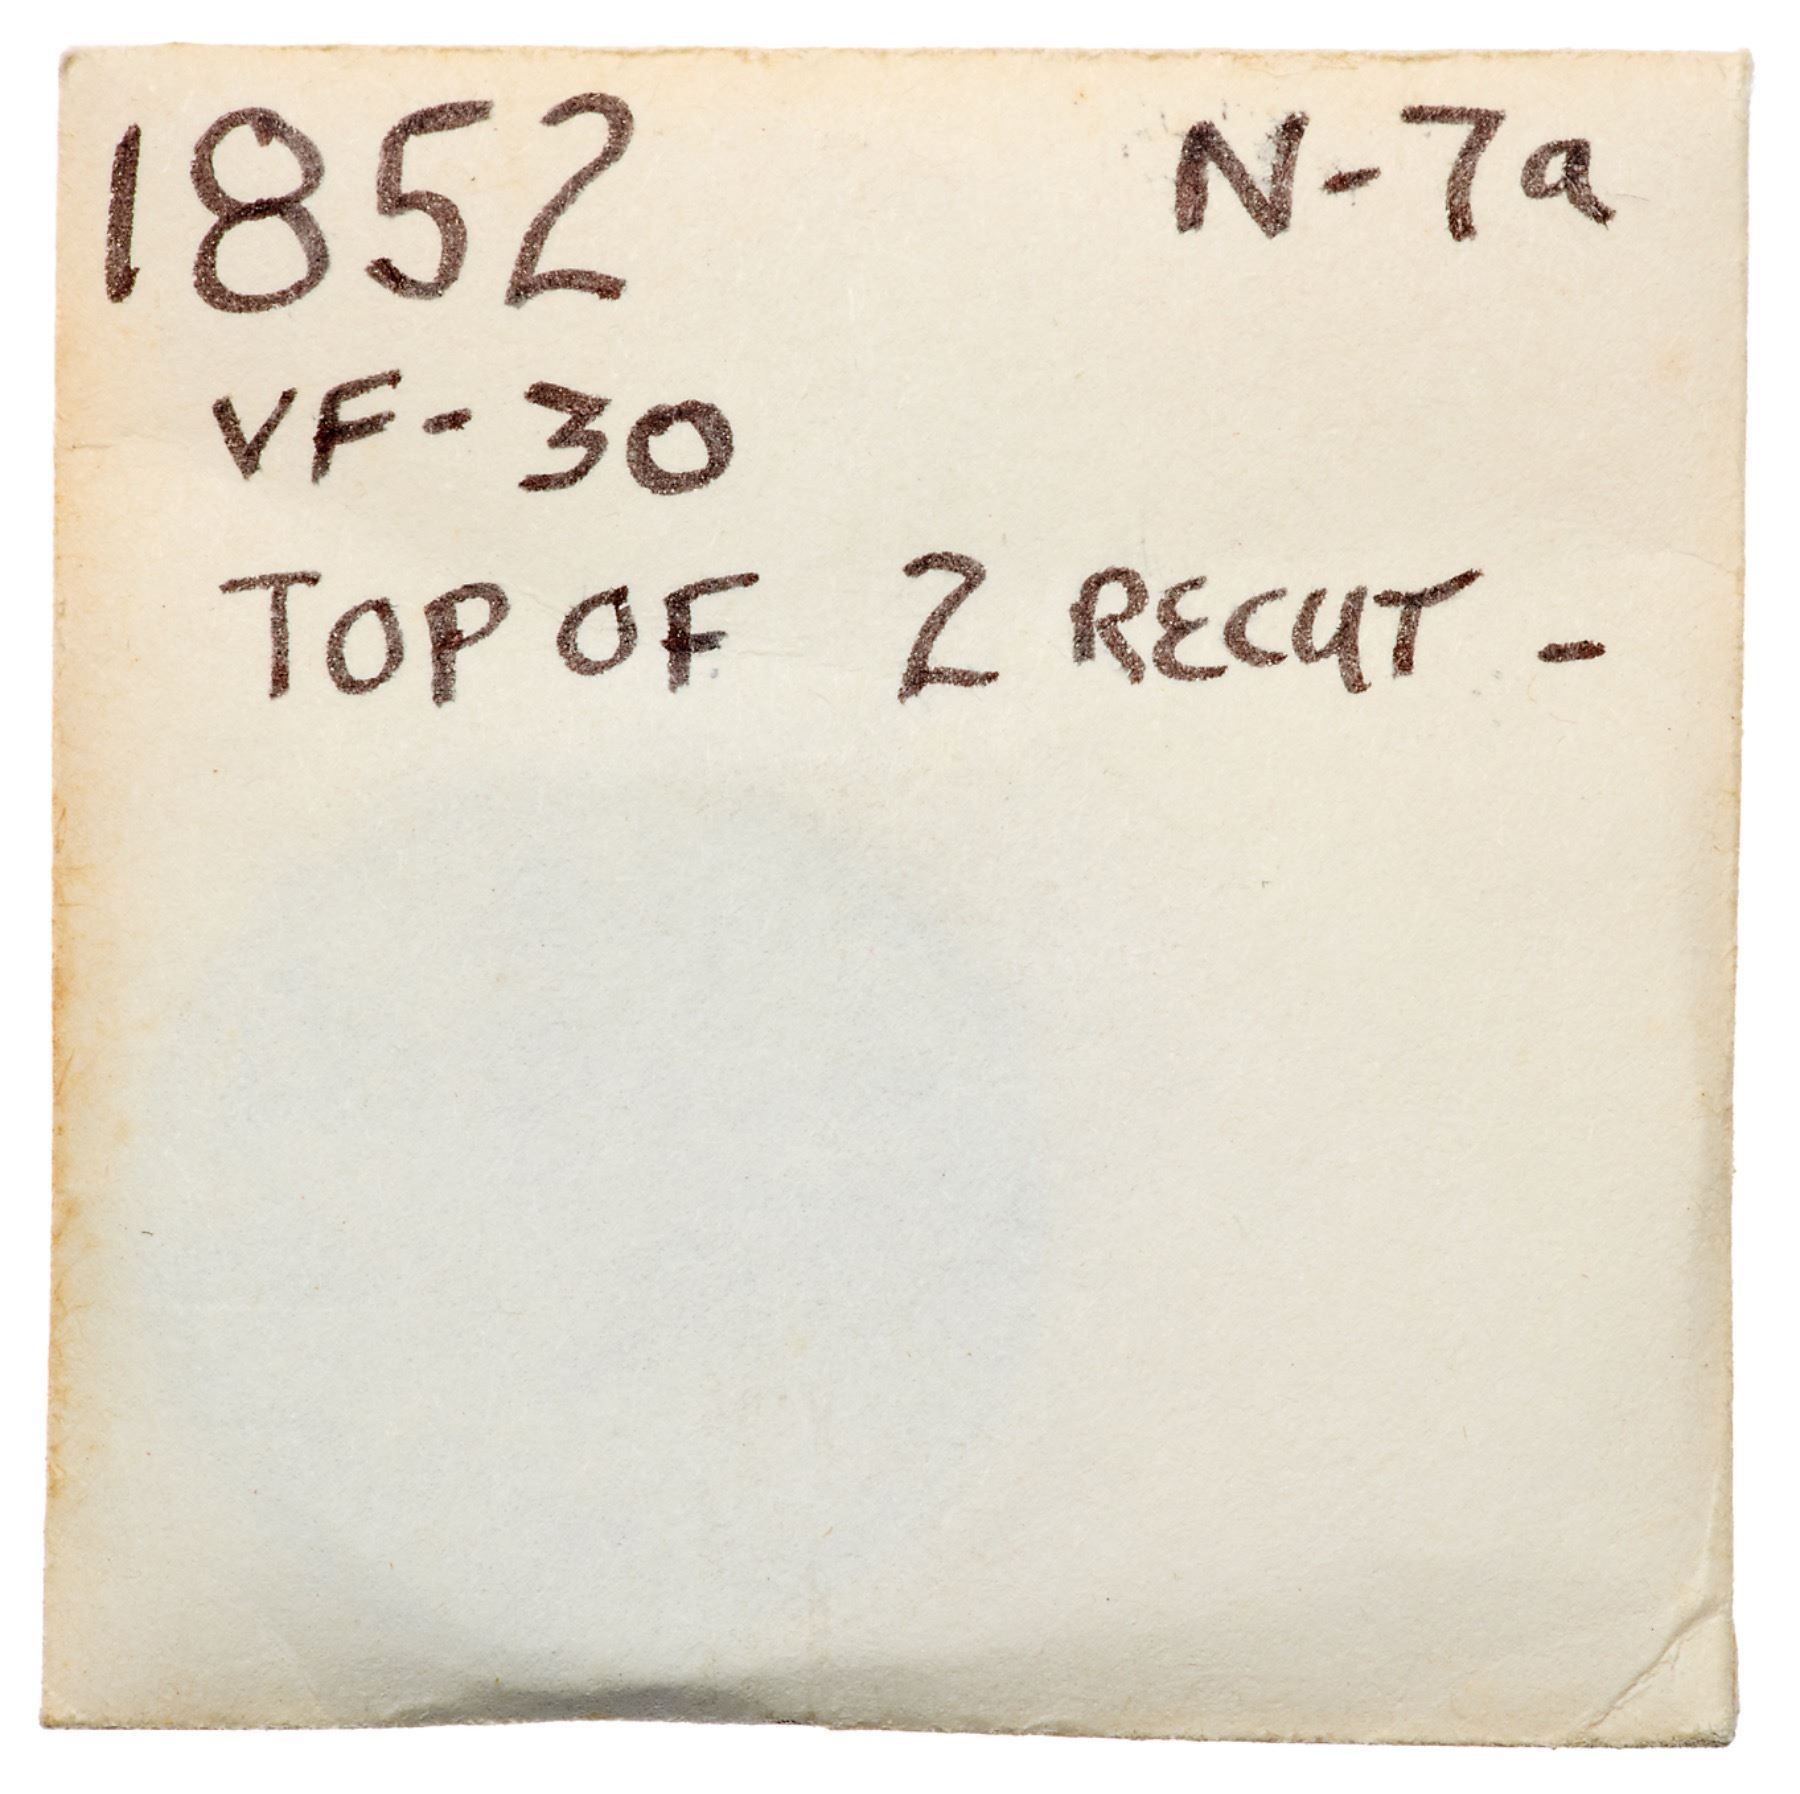 1852 N-7a
VF-30
TOP OF 2 RECUT -